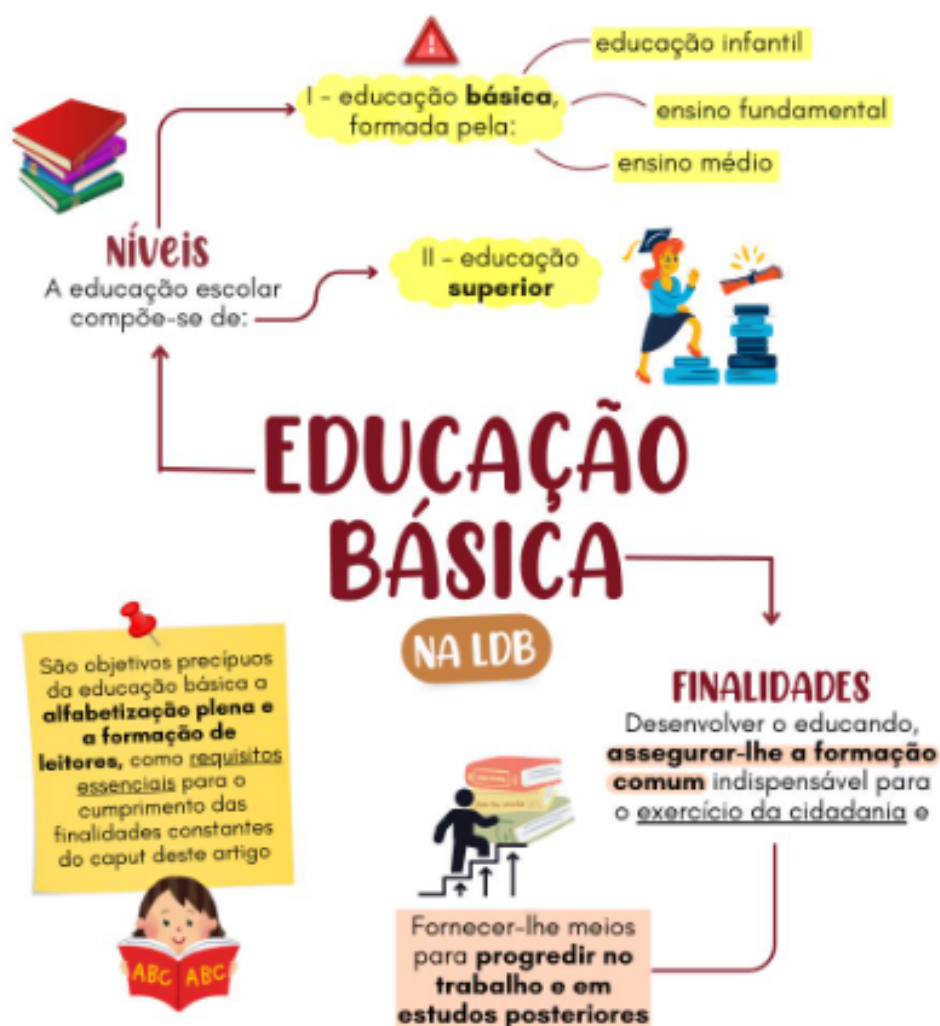 I – educação básica,
formada pela:
educação infantil
ensino fundamental
ensino médio
NÍVEIS
A educação escolar
compõe-se de:
II – educação
superior
EDUCAÇÃO
BÁSICA
NA LDB
São objetivos precípuos
da educação básica a
alfabetização plena e
a formação de
leitores, como requisitos
essenciais para o
cumprimento das
finalidades constantes
do caput deste artigo
ABC ABC
FINALIDADES
Desenvolver o educando,
assegurar-lhe a formação
comum indispensável para
o exercício da cidadania e
Fornecer-lhe meios
para progredir no
trabalho e em
estudos posteriores